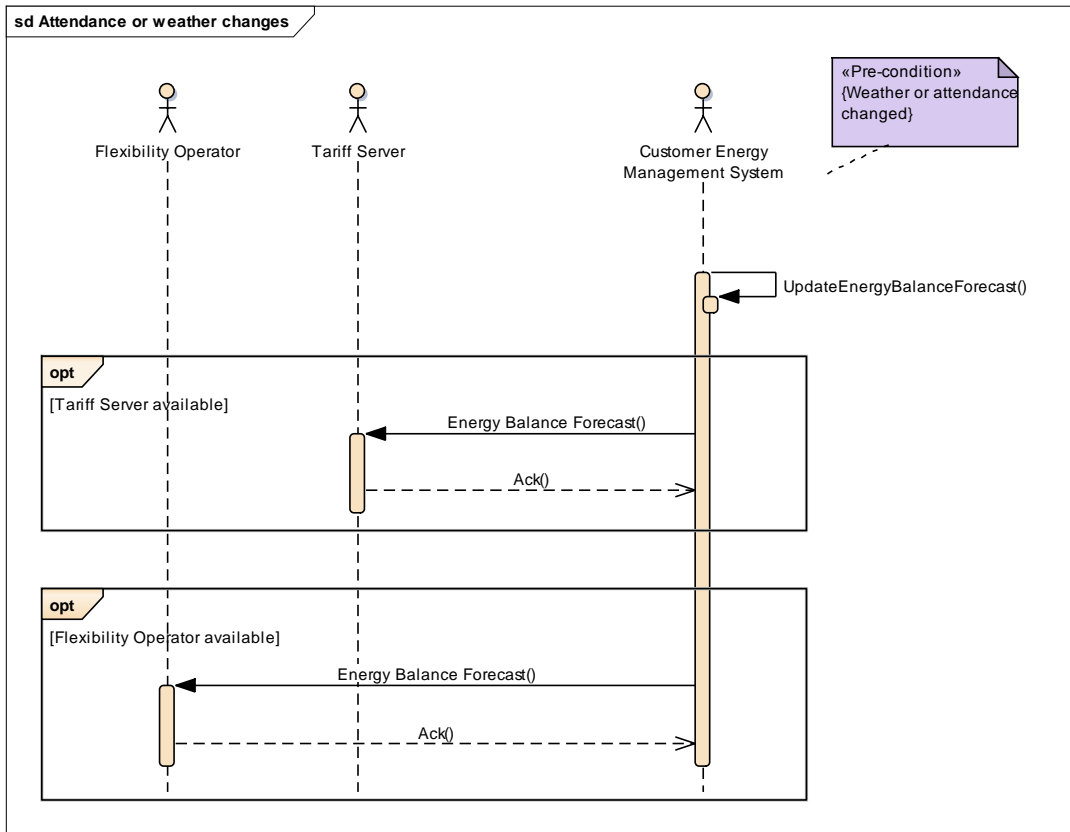 sd Attendance or weather changes
«Pre-condition»
{Weather or attendance
changed}
Flexibility Operator
Tariff Server
Customer Energy
Management System
UpdateEnergyBalanceForecast()
opt
[Tariff Server available]
Energy Balance Forecast()
Ack()
opt
[Flexibility Operator available]
Energy Balance Forecast()
Ack()